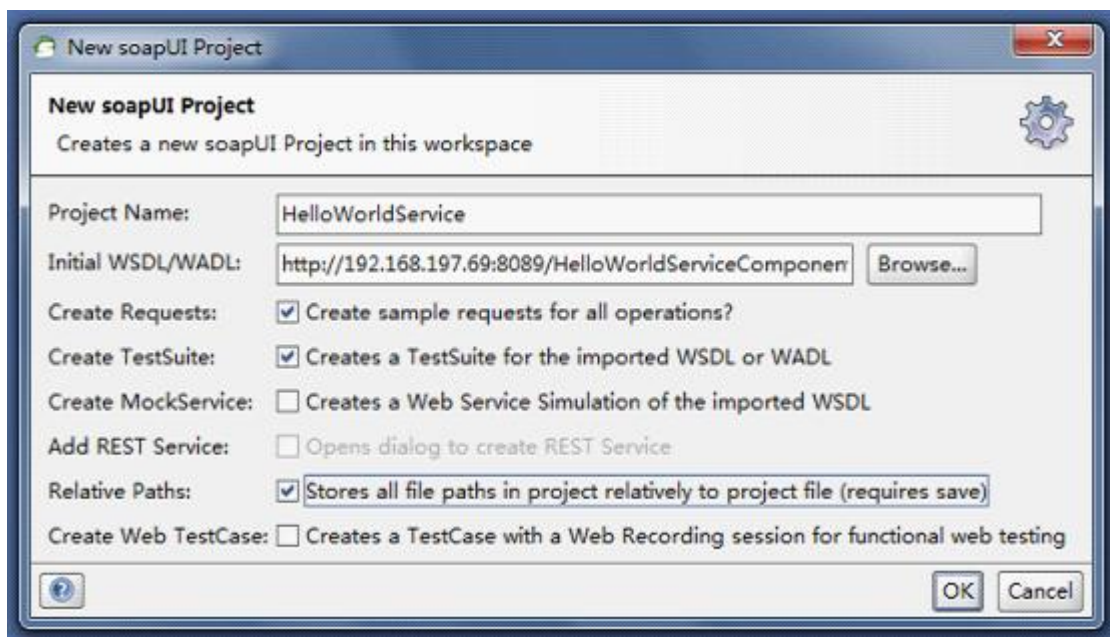 New soapUI Project
New soapUI Project
Creates a new soapUI Project in this workspace
Project Name: HelloWorldService
Initial WSDL/WADL: http://192.168.197.69:8089/HelloWorldServiceComponen Browse...
Create Requests: Create sample requests for all operations?
Create TestSuite: Creates a TestSuite for the imported WSDL or WADL
Create MockService: Creates a Web Service Simulation of the imported WSDL
Add REST Service: Opens dialog to create REST Service
Relative Paths: Stores all file paths in project relatively to project file (requires save)
Create Web TestCase: Creates a TestCase with a Web Recording session for functional web testing
OK Cancel